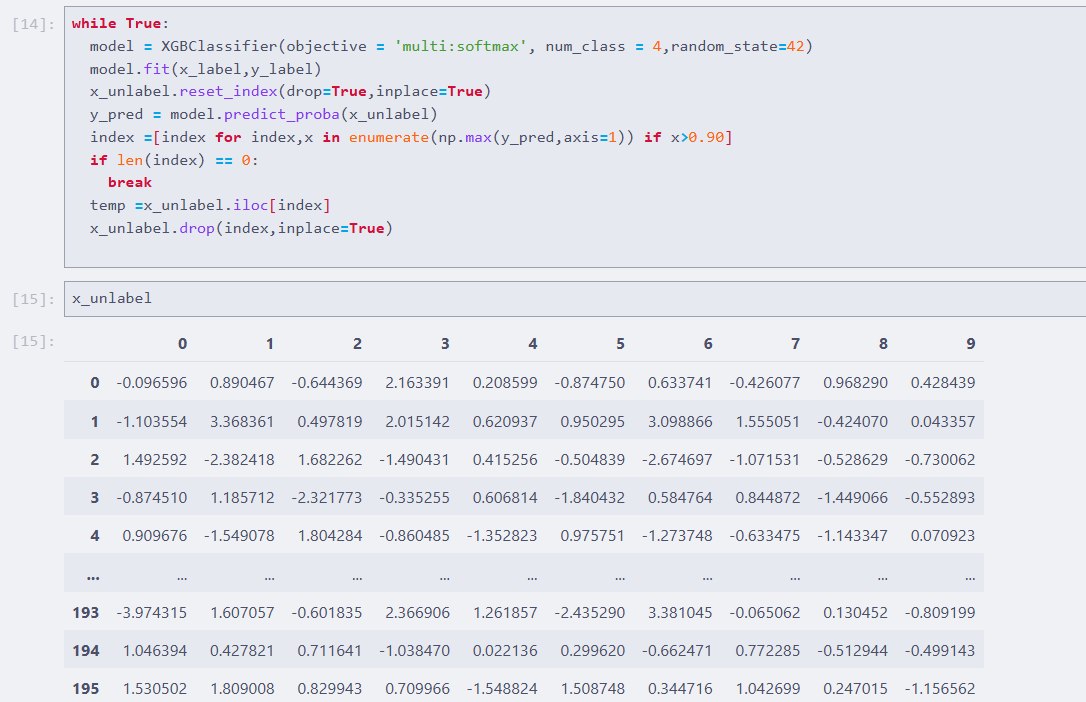 [14]: while True:
model = XGBClassifier(objective = 'multi:softmax', num_class = 4,random_state=42)
model.fit(x_label,y_label)
x_unlabel.reset_index(drop=True,inplace=True)
y_pred = model.predict_proba(x_unlabel)
index =[index for index,x in enumerate(np.max(y_pred,axis=1)) if x>0.90]
if len(index) == 0:
break
temp =x_unlabel.iloc[index]
x_unlabel.drop(index,inplace=True)
[15]: x_unlabel
[15]: 0 1 2 3 4 5 6 7 8 9
0 -0.096596 0.890467 -0.644369 2.163391 0.208599 -0.874750 0.633741 -0.426077 0.968290 0.428439
1 -1.103554 3.368361 0.497819 2.015142 0.620937 0.950295 3.098866 1.555051 -0.424070 0.043357
2 1.492592 -2.382418 1.682262 -1.490431 0.415256 -0.504839 -2.674697 -1.071531 -0.528629 -0.730062
3 -0.874510 1.185712 -2.321773 -0.335255 0.606814 -1.840432 0.584764 0.844872 -1.449066 -0.552893
4 0.909676 -1.549078 1.804284 -0.860485 -1.352823 0.975751 -1.273748 -0.633475 -1.143347 0.070923
... ... ... ... ... ... ... ... ... ... ...
193 -3.974315 1.607057 -0.601835 2.366906 1.261857 -2.435290 3.381045 -0.065062 0.130452 -0.809199
194 1.046394 0.427821 0.711641 -1.038470 0.022136 0.299620 -0.662471 0.772285 -0.512944 -0.499143
195 1.530502 1.809008 0.829943 0.709966 -1.548824 1.508748 0.344716 1.042699 0.247015 -1.156562